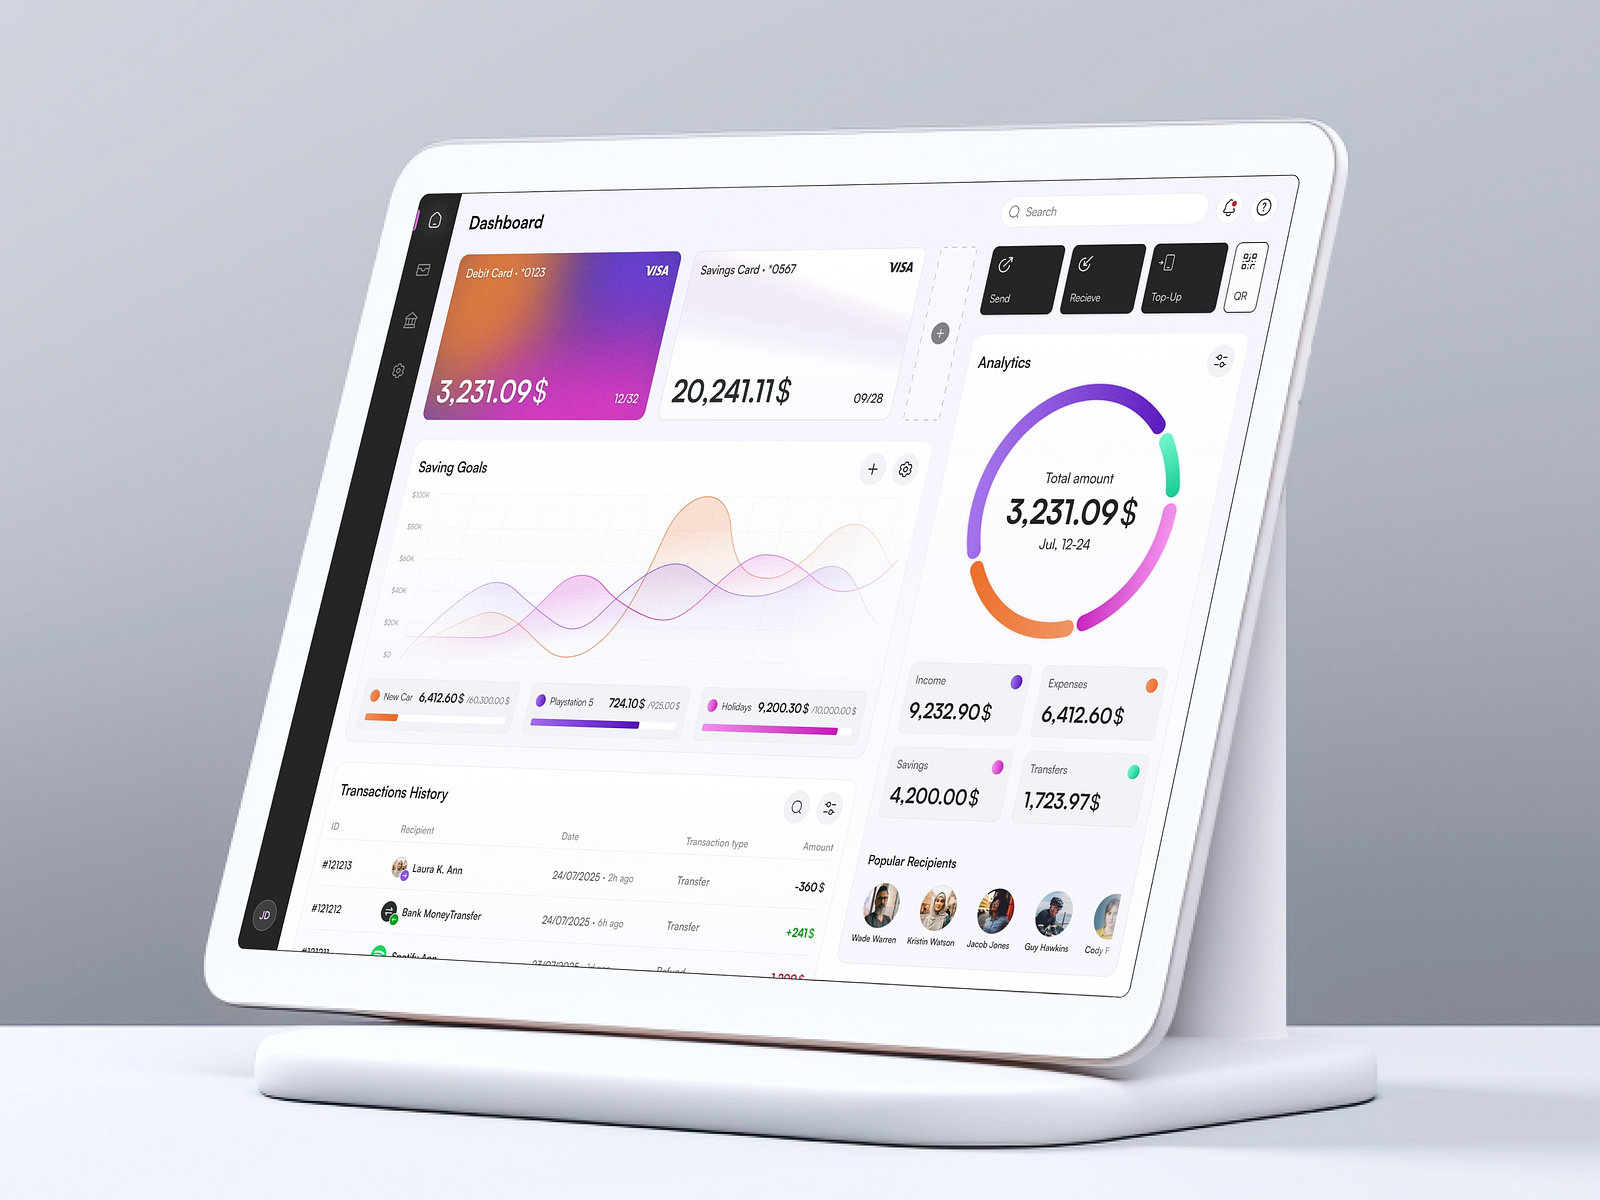 Dashboard
Search
Debit Card • *0123
VISA
3,231.09$
12/32
Savings Card • *0567
VISA
20,241.11$
09/28
Send
Recieve
Top-Up
QR
Analytics
Total amount
3,231.09$
Jul, 12-24
Saving Goals
$100K
$80K
$60K
$40K
$20K
$0
New Car 6,412.60$ /60,300.00$
Playstation 5 724.10$ /925.00$
Holidays 9,200.30$ /10,000.00$
Income
9,232.90$
Expenses
6,412.60$
Savings
4,200.00$
Transfers
1,723.97$
Transactions History
ID Recipient Date Transaction type Amount
#121213 Laura K. Ann 24/07/2025 • 2h ago Transfer -360$
#121212 Bank MoneyTransfer 24/07/2025 • 6h ago Transfer +241$
Popular Recipients
Wade Warren
Kristin Watson
Jacob Jones
Guy Hawkins
Cody F
JD